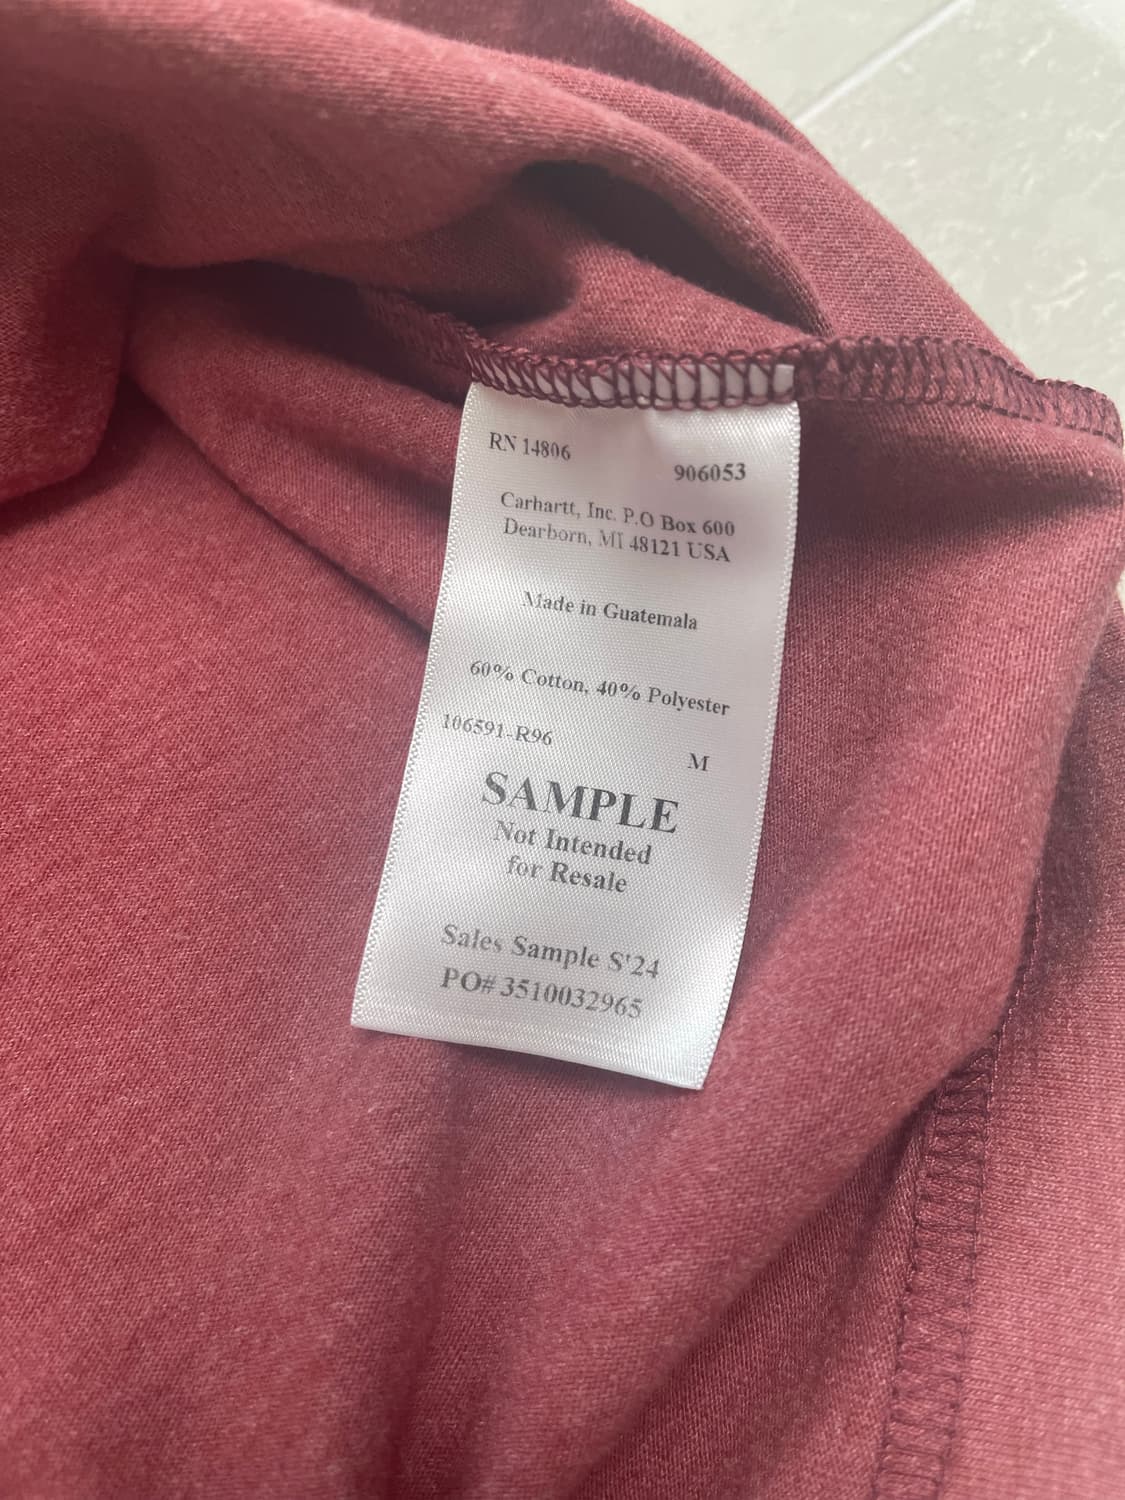 RN 14806
906053
Carhartt, Inc. P.O Box 600
Dearborn, MI 48121 USA
Made in Guatemala
60% Cotton, 40% Polyester
106591-R96
M
SAMPLE
Not Intended
for Resale
Sales Sample S'24
PO# 3510032965